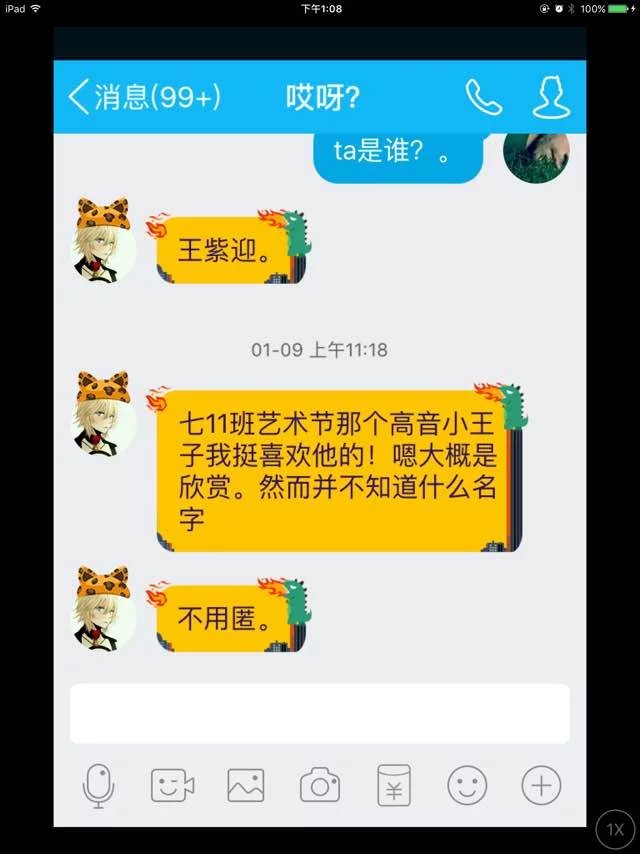 iPad
下午1:08
100%
消息(99+)
哎呀?
ta是谁？。
王紫迎。
01-09 上午11:18
七11班艺术节那个高音小王
子我挺喜欢他的！嗯大概是
欣赏。然而并不知道什么名
字
不用匿。
1X